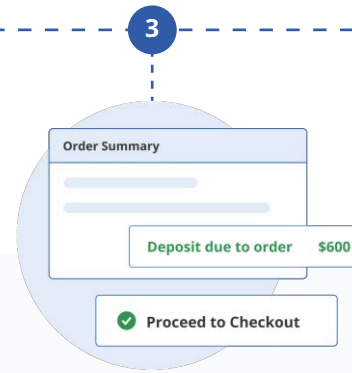 3
Order Summary
Deposit due to order $600
Proceed to Checkout